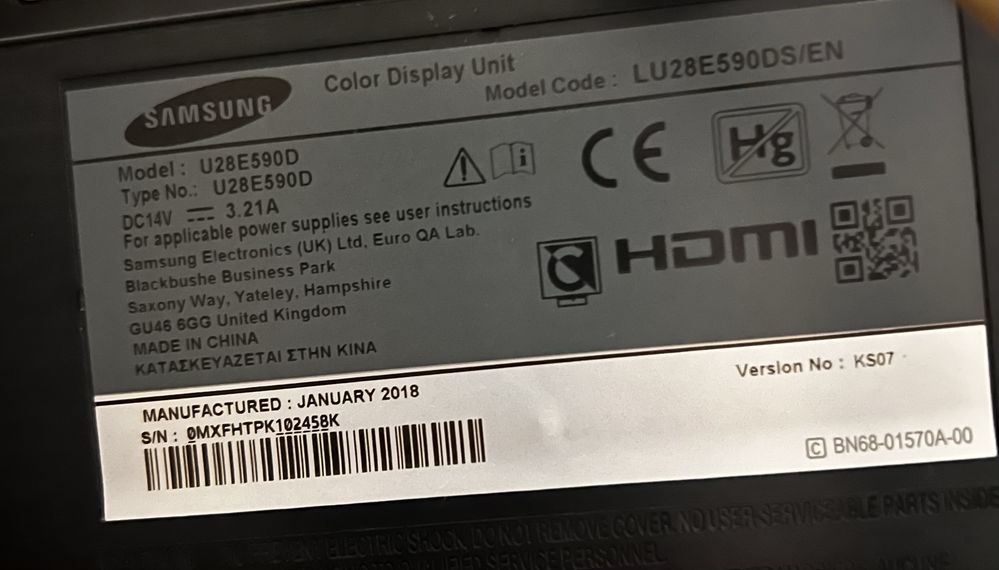 SAMSUNG
Color Display Unit
Model Code : LU28E590DS/EN
Model : U28E590D
Type No.: U28E590D
DC14V 3.21A
For applicable power supplies see user instructions
Samsung Electronics (UK) Ltd, Euro QA Lab.
Blackbushe Business Park
Saxony Way, Yateley, Hampshire
GU46 6GG United Kingdom
MADE IN CHINA
ΚΑΤΑΣΚΕΥΑΖΕΤΑΙ ΣΤΗΝ ΚΙΝΑ
CE
Hg
HDMI
MANUFACTURED : JANUARY 2018
S/N : 0MXFHTPK102458K
Version No : KS07
C BN68-01570A-00
ELECTRIC SHOCK, DO NOT REMOVE COVER. NO USER SERVICEABLE PARTS INSIDE
QUALIFIED SERVICE PERSONNEL.